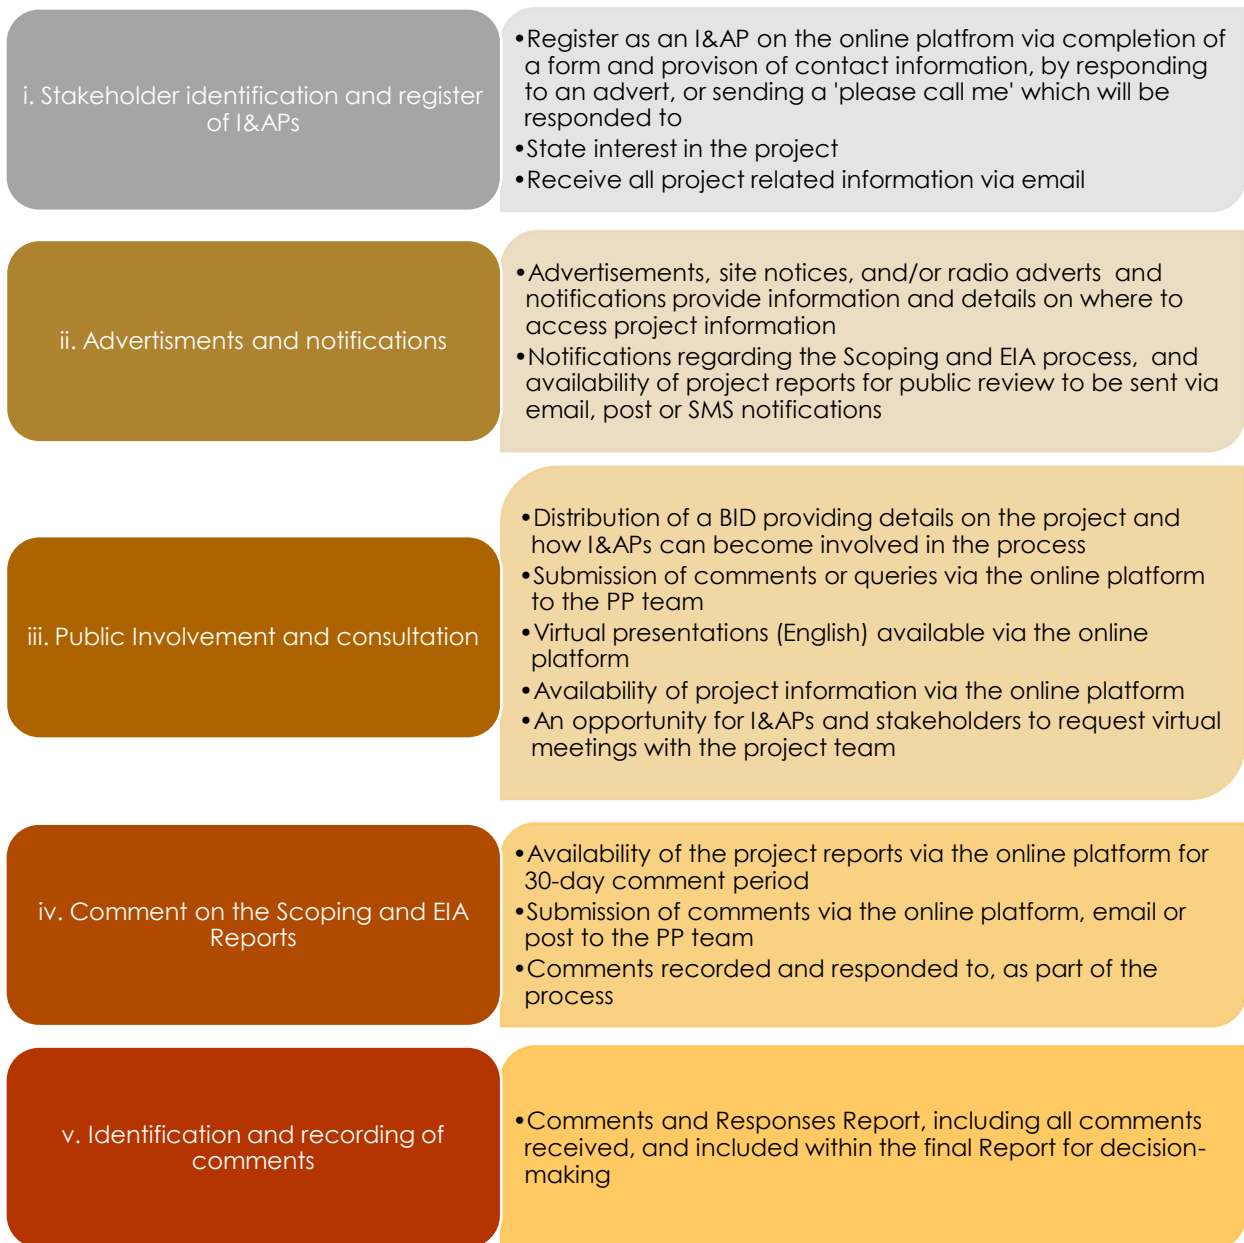 i. Stakeholder identification and register
of I&APs
•Register as an I&AP on the online platfrom via completion of
a form and provison of contact information, by responding
to an advert, or sending a 'please call me' which will be
responded to
•State interest in the project
•Receive all project related information via email
ii. Advertisments and notifications
•Advertisements, site notices, and/or radio adverts and
notifications provide information and details on where to
access project information
•Notifications regarding the Scoping and EIA process, and
availability of project reports for public review to be sent via
email, post or SMS notifications
iii. Public Involvement and consultation
•Distribution of a BID providing details on the project and
how I&APs can become involved in the process
•Submission of comments or queries via the online platform
to the PP team
•Virtual presentations (English) available via the online
platform
•Availability of project information via the online platform
•An opportunity for I&APs and stakeholders to request virtual
meetings with the project team
iv. Comment on the Scoping and EIA
Reports
•Availability of the project reports via the online platform for
30-day comment period
•Submission of comments via the online platform, email or
post to the PP team
•Comments recorded and responded to, as part of the
process
v. Identification and recording of
comments
•Comments and Responses Report, including all comments
received, and included within the final Report for decision-
making